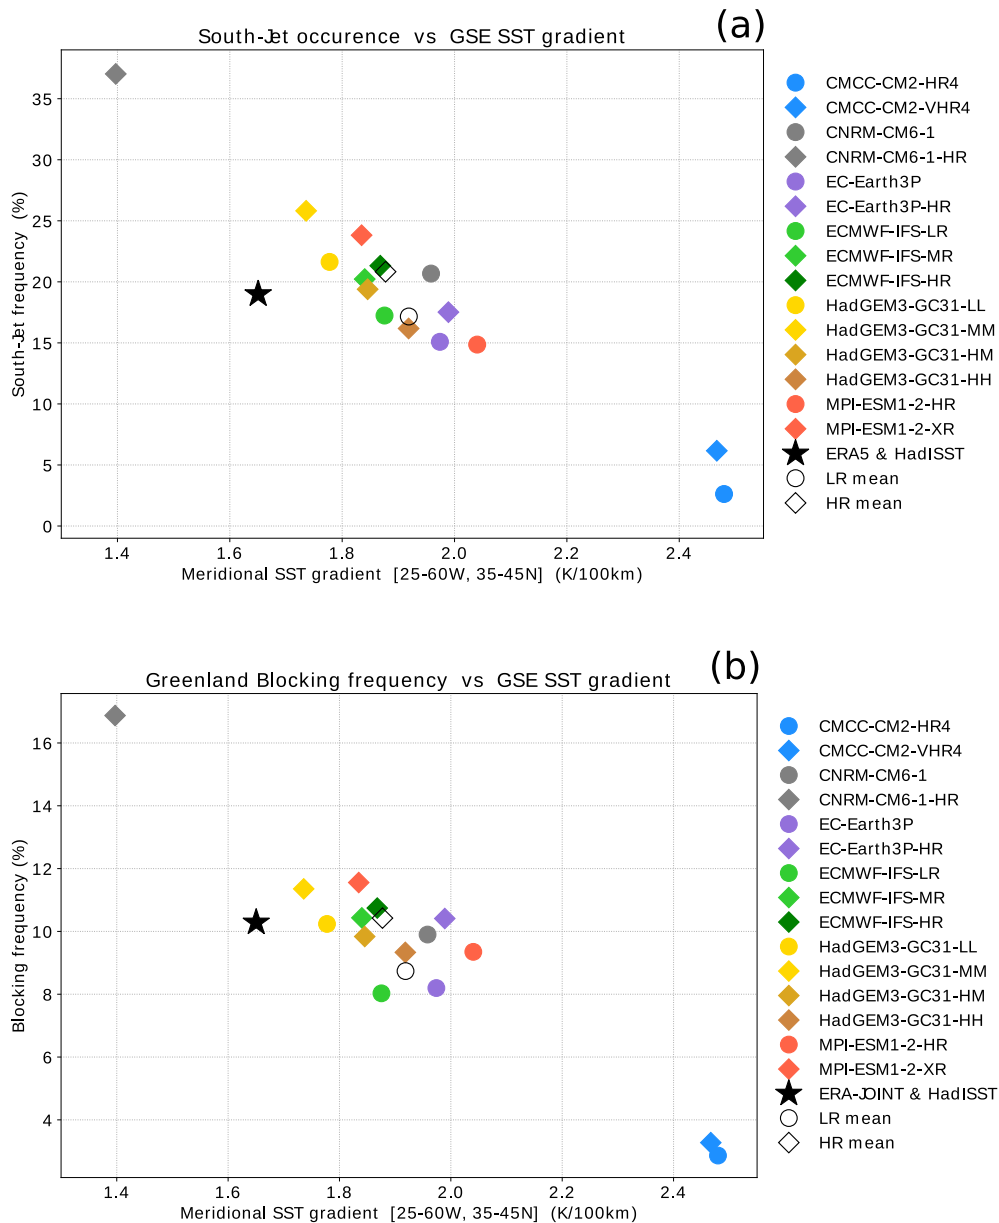 (a)
South-Jet occurence vs GSE SST gradient
South-Jet frequency (%)
35
30
25
20
15
10
5
0
1.4 1.6 1.8 2.0 2.2 2.4
Meridional SST gradient [25-60W, 35-45N] (K/100km)
CMCC-CM2-HR4
CMCC-CM2-VHR4
CNRM-CM6-1
CNRM-CM6-1-HR
EC-Earth3P
EC-Earth3P-HR
ECMWF-IFS-LR
ECMWF-IFS-MR
ECMWF-IFS-HR
HadGEM3-GC31-LL
HadGEM3-GC31-MM
HadGEM3-GC31-HM
HadGEM3-GC31-HH
MPI-ESM1-2-HR
MPI-ESM1-2-XR
ERA5 & HadISST
LR mean
HR mean
(b)
Greenland Blocking frequency vs GSE SST gradient
Blocking frequency (%)
16
14
12
10
8
6
4
1.4 1.6 1.8 2.0 2.2 2.4
Meridional SST gradient [25-60W, 35-45N] (K/100km)
CMCC-CM2-HR4
CMCC-CM2-VHR4
CNRM-CM6-1
CNRM-CM6-1-HR
EC-Earth3P
EC-Earth3P-HR
ECMWF-IFS-LR
ECMWF-IFS-MR
ECMWF-IFS-HR
HadGEM3-GC31-LL
HadGEM3-GC31-MM
HadGEM3-GC31-HM
HadGEM3-GC31-HH
MPI-ESM1-2-HR
MPI-ESM1-2-XR
ERA-JOINT & HadISST
LR mean
HR mean